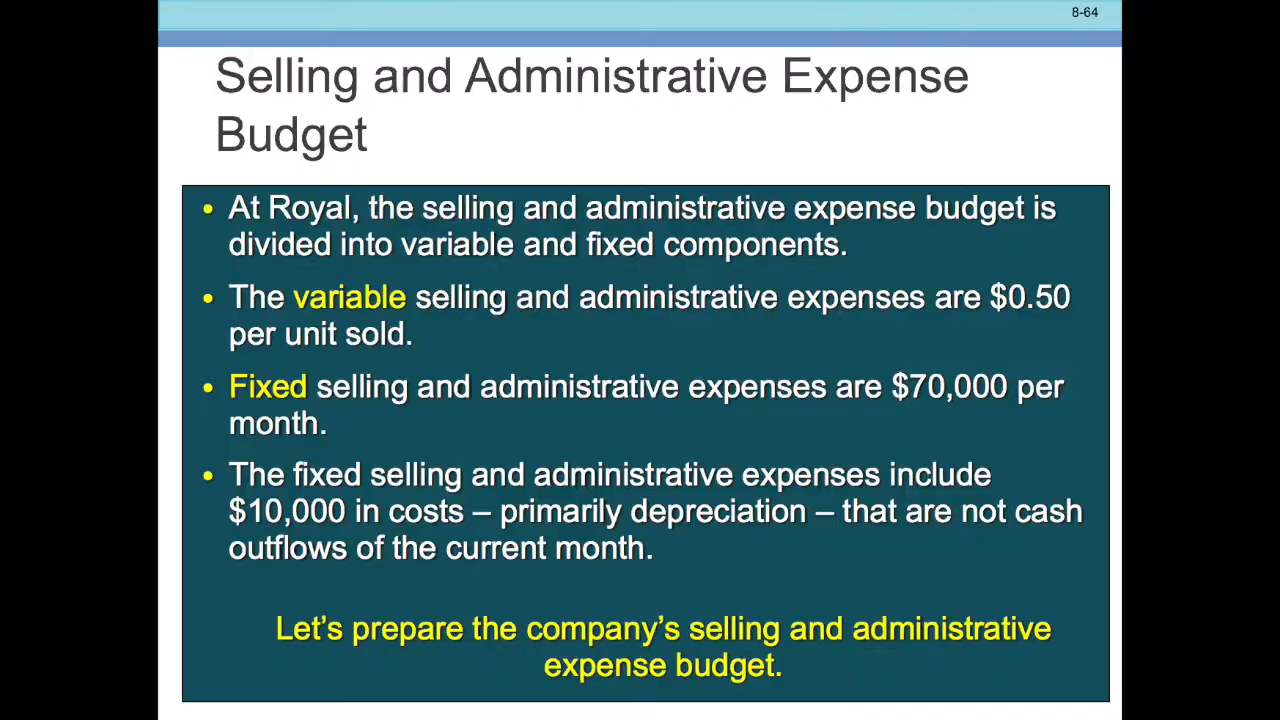 8-64
Selling and Administrative Expense
Budget
• At Royal, the selling and administrative expense budget is
divided into variable and fixed components.
• The variable selling and administrative expenses are $0.50
per unit sold.
• Fixed selling and administrative expenses are $70,000 per
month.
• The fixed selling and administrative expenses include
$10,000 in costs – primarily depreciation – that are not cash
outflows of the current month.
Let’s prepare the company’s selling and administrative
expense budget.